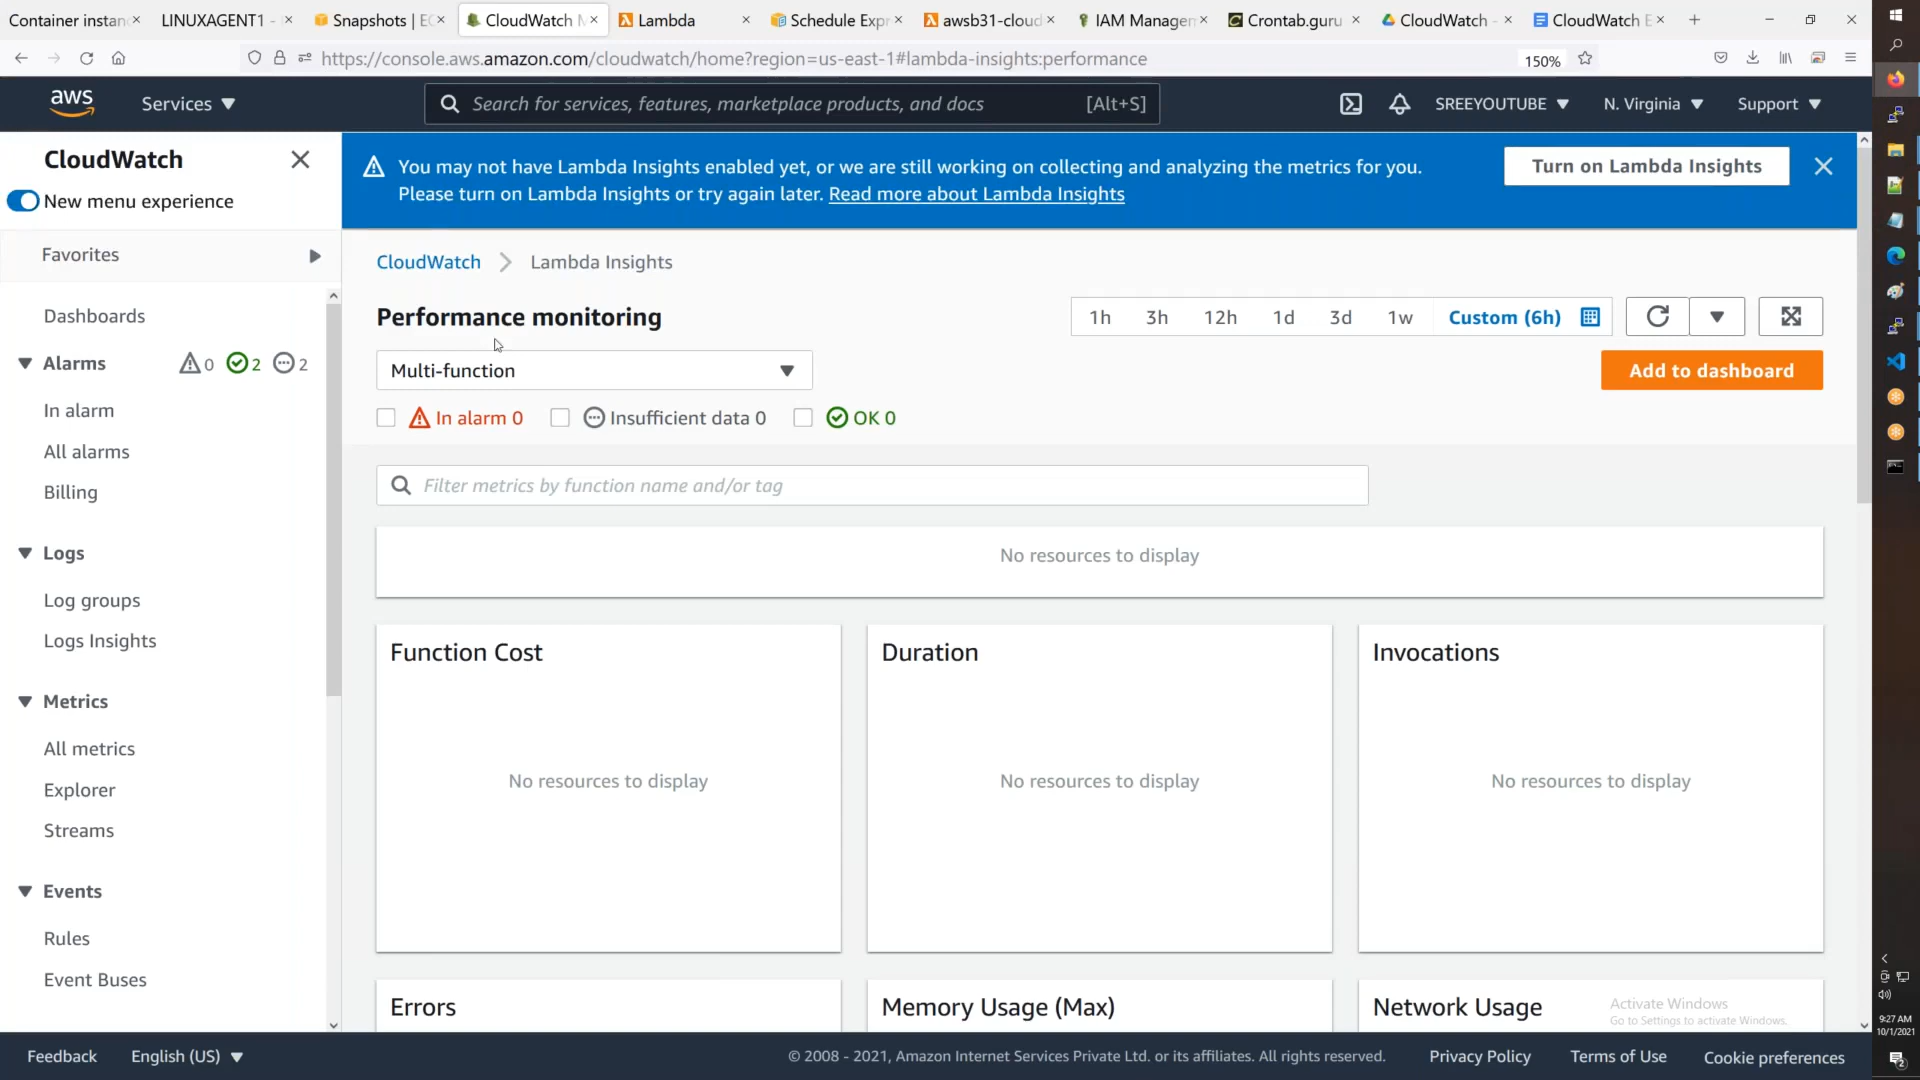 Container instanc
LINUXAGENT1 -
Snapshots | EC
CloudWatch M
Lambda
Schedule Expr
awsb31-cloud
IAM Managem
Crontab.guru
CloudWatch -
CloudWatch E
https://console.aws.amazon.com/cloudwatch/home?region=us-east-1#lambda-insights:performance
150%
aws
Services
Search for services, features, marketplace products, and docs
[Alt+S]
SREEYOUTUBE
N. Virginia
Support
CloudWatch
New menu experience
Favorites
Dashboards
Alarms
0
2
2
In alarm
All alarms
Billing
Logs
Log groups
Logs Insights
Metrics
All metrics
Explorer
Streams
Events
Rules
Event Buses
You may not have Lambda Insights enabled yet, or we are still working on collecting and analyzing the metrics for you.
Please turn on Lambda Insights or try again later. Read more about Lambda Insights
Turn on Lambda Insights
CloudWatch
Lambda Insights
Performance monitoring
1h
3h
12h
1d
3d
1w
Custom (6h)
Multi-function
Add to dashboard
In alarm 0
Insufficient data 0
OK 0
Filter metrics by function name and/or tag
No resources to display
Function Cost
No resources to display
Duration
No resources to display
Invocations
No resources to display
Errors
Memory Usage (Max)
Network Usage
Activate Windows
Go to Settings to activate Windows.
Feedback
English (US)
© 2008 - 2021, Amazon Internet Services Private Ltd. or its affiliates. All rights reserved.
Privacy Policy
Terms of Use
Cookie preferences
9:27 AM
10/1/2021
2